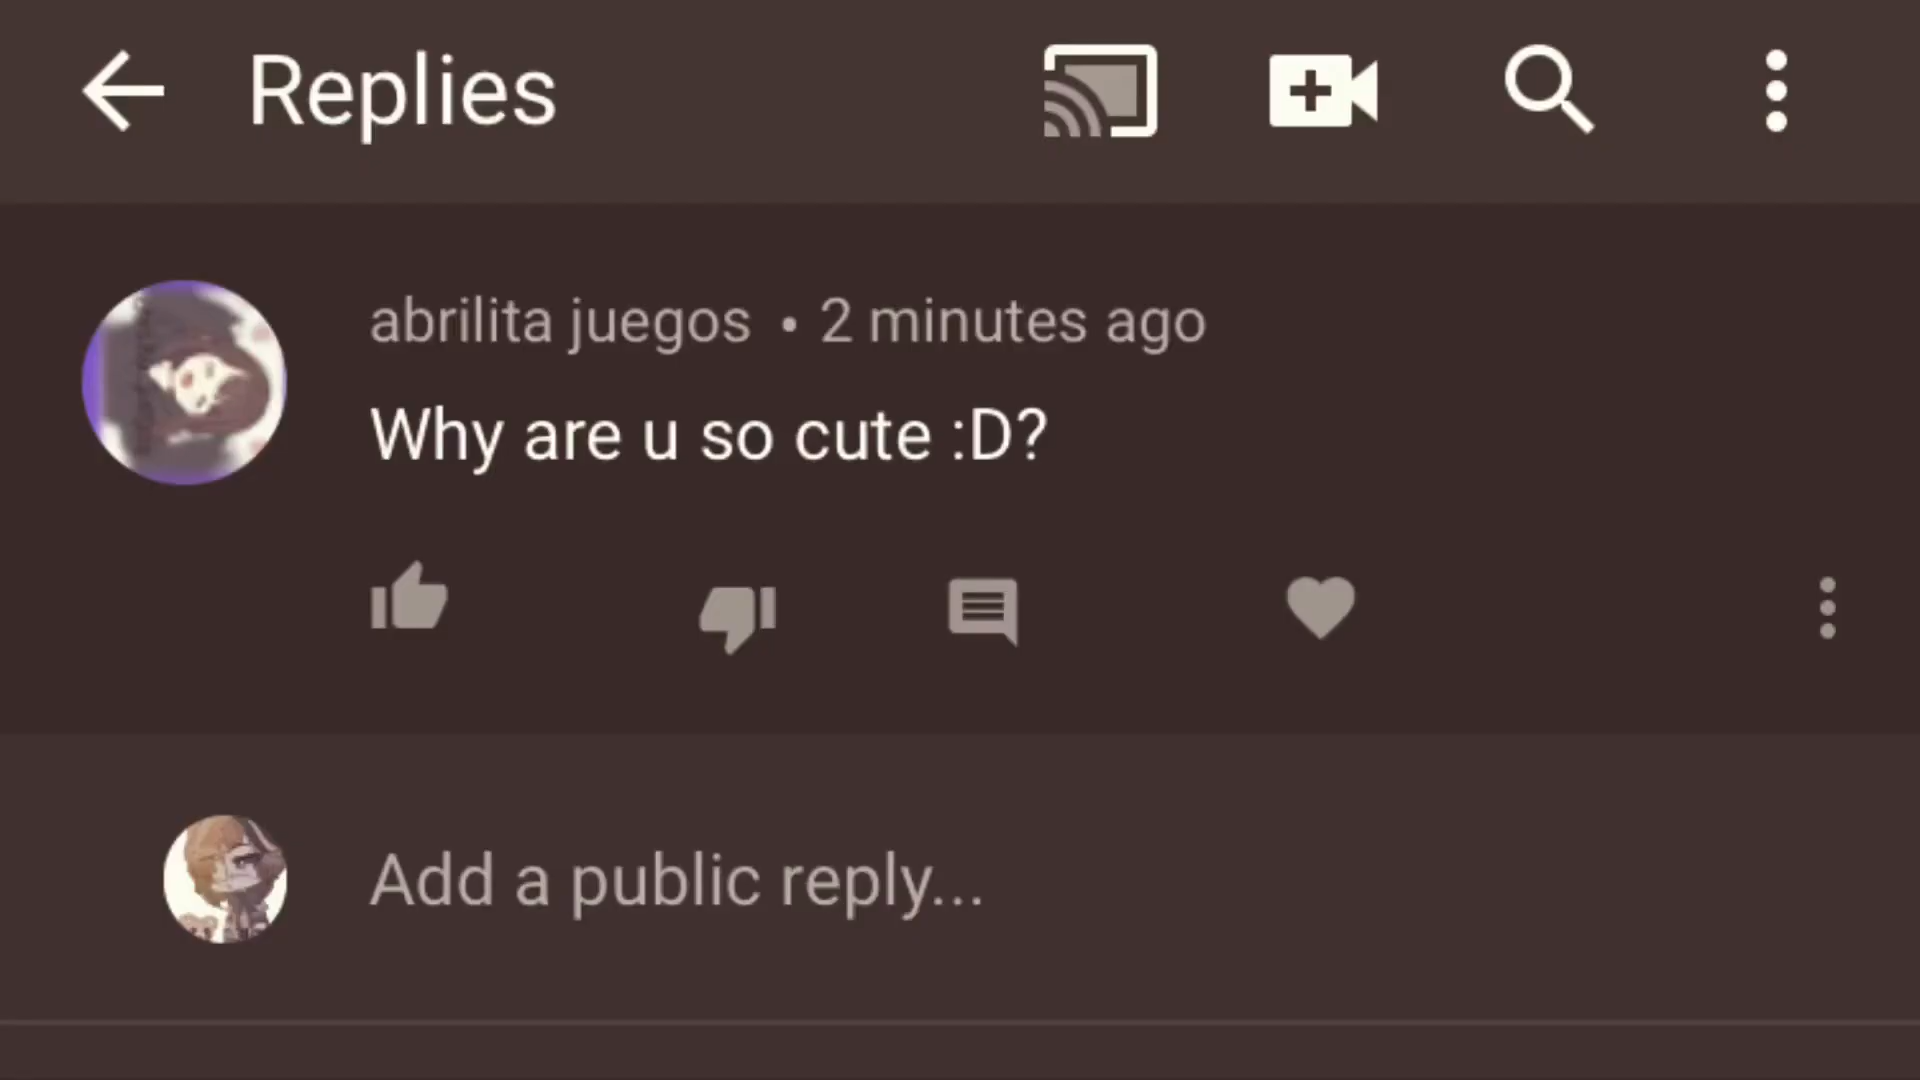 Replies
abrilita juegos • 2 minutes ago
Why are u so cute :D?
Add a public reply...